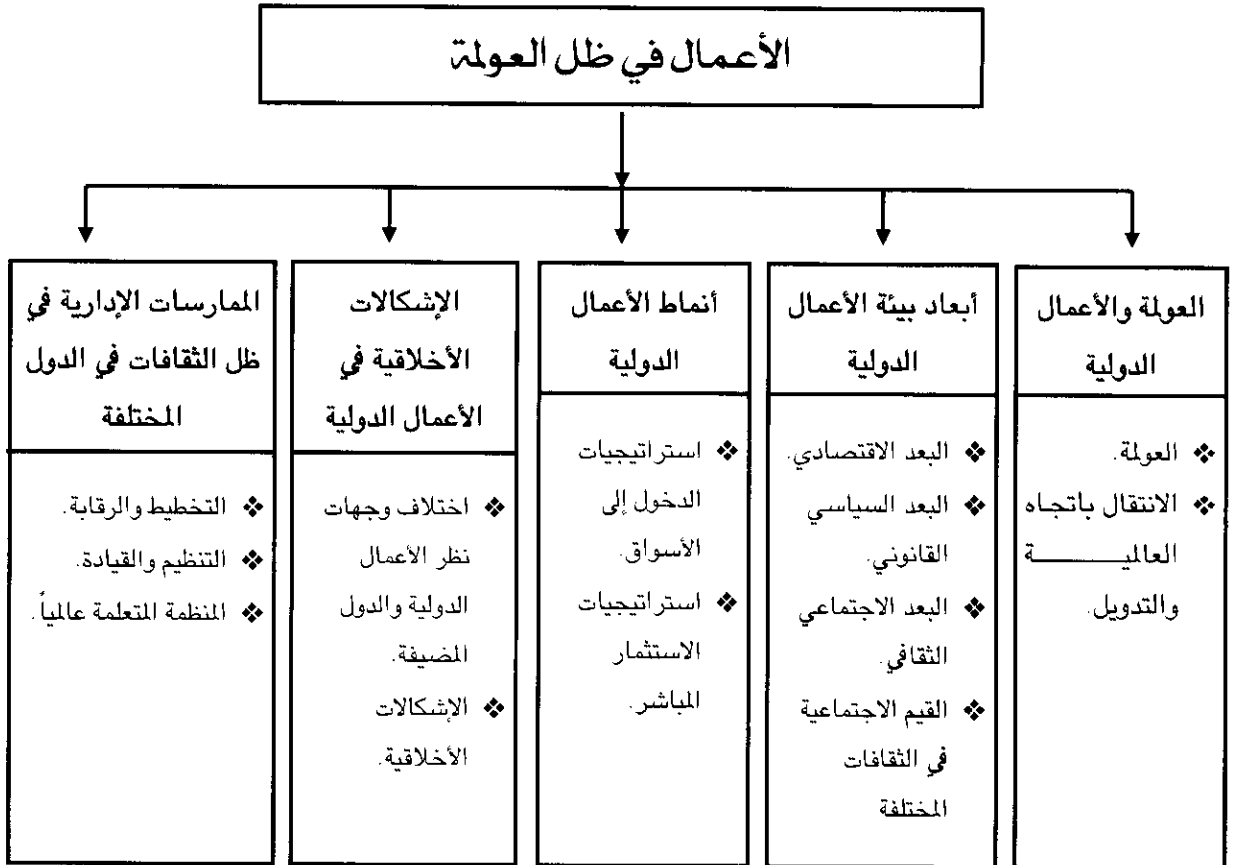 الأعمال في ظل العولمة
العولمة والأعمال
الدولية
❖ العولمة.
❖ الانتقال باتجاه
العالميـــــــــة
والتدويل.
أبعاد بيئة الأعمال
الدولية
❖ البعد الاقتصادي.
❖ البعد السياسي
القانوني.
❖ البعد الاجتماعي
الثقافي.
❖ القيم الاجتماعية
في الثقافات
المختلفة
أنماط الأعمال
الدولية
❖ استراتيجيات
الدخول إلى
الأسواق.
❖ استراتيجيات
الاستثمار
المباشر.
الإشكالات
الأخلاقية في
الأعمال الدولية
❖ اختلاف وجهات
نظر الأعمال
الدولية والدول
المضيفة.
❖ الإشكالات
الأخلاقية.
الممارسات الإدارية في
ظل الثقافات في الدول
المختلفة
❖ التخطيط والرقابة.
❖ التنظيم والقيادة.
❖ المنظمة المتعلمة عالمياً.